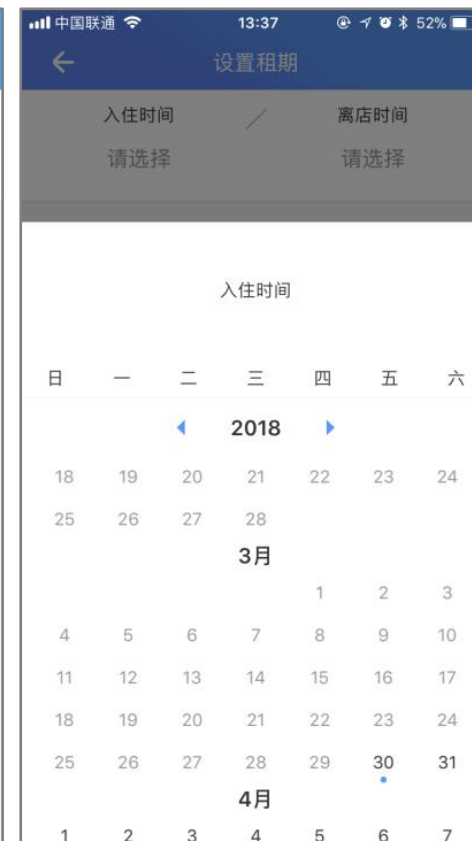 中国联通 13:37 52%
设置租期
入住时间 离店时间
请选择 请选择
入住时间
日 一 二 三 四 五 六
2018
18 19 20 21 22 23 24
25 26 27 28
3月
1 2 3
4 5 6 7 8 9 10
11 12 13 14 15 16 17
18 19 20 21 22 23 24
25 26 27 28 29 30 31
4月
1 2 3 4 5 6 7